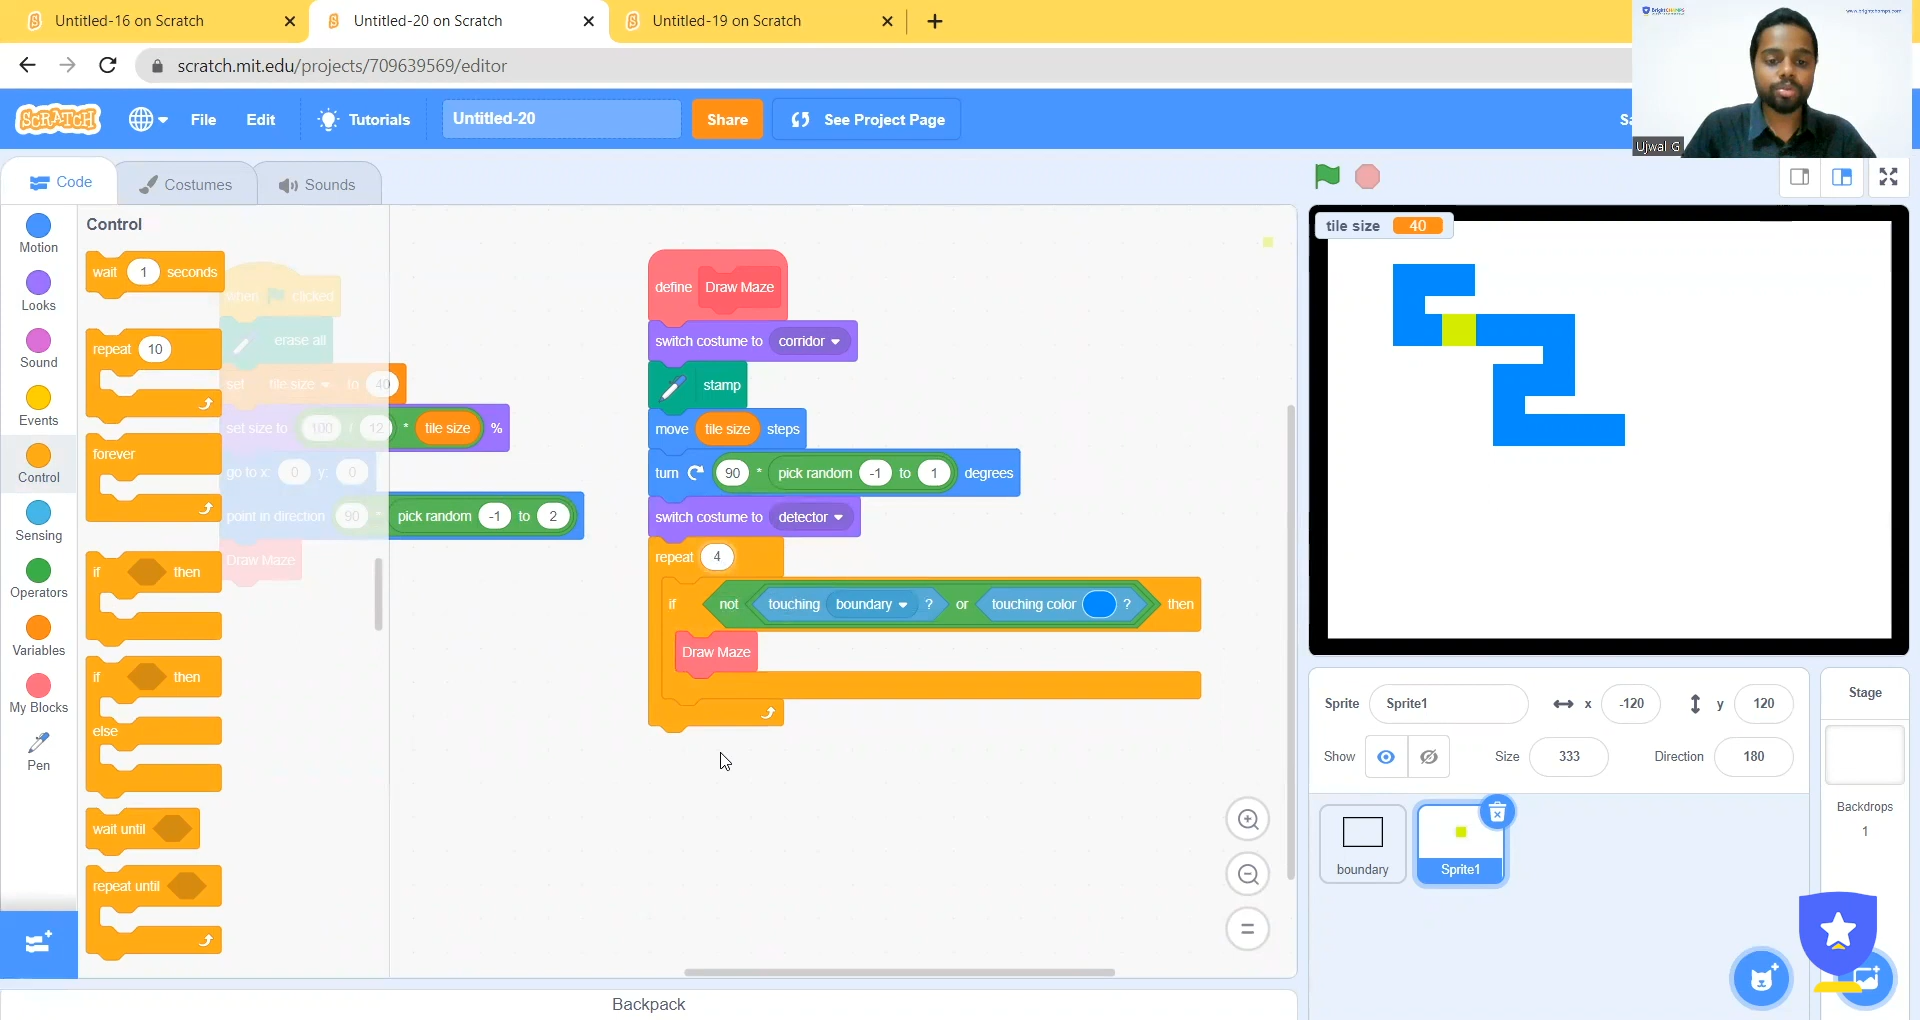 Untitled-16 on Scratch
Untitled-20 on Scratch
Untitled-19 on Scratch
scratch.mit.edu/projects/709639569/editor
BrightCHAMPS
www.brightchamps.com
SCRATCH
File
Edit
Tutorials
Untitled-20
Share
See Project Page
Sa
Ujwal G
Code
Costumes
Sounds
Motion
Looks
Sound
Events
Control
Sensing
Operators
Variables
My Blocks
Pen
Control
wait 1 seconds
repeat 10
forever
if then
if then
else
wait until
repeat until
when clicked
erase all
set tile size to 40
set size to 100 / 12 * tile size %
go to x: 0 y: 0
point in direction 90 * pick random -1 to 2
Draw Maze
define Draw Maze
switch costume to corridor
stamp
move tile size steps
turn 90 * pick random -1 to 1 degrees
switch costume to detector
repeat 4
if not touching boundary ? or touching color ? then
Draw Maze
tile size 40
Sprite Sprite1 x -120 y 120
Show Size 333 Direction 180
boundary
Sprite1
Stage
Backdrops
1
Backpack